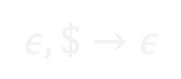 ϵ, $ → ϵ